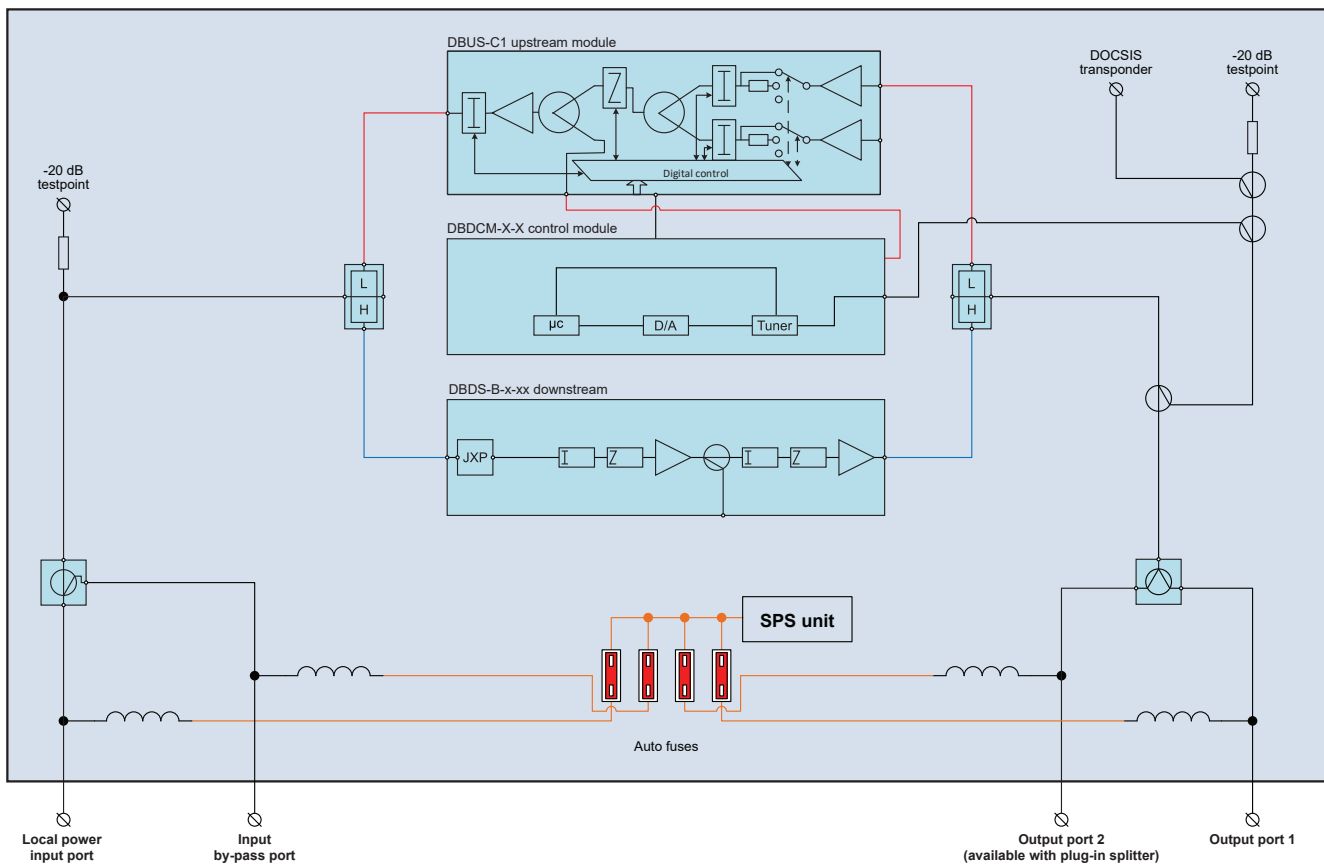 DBUS-C1 upstream module
DOCSIS
transponder
-20 dB
testpoint
I
Z
I
I
Digital control
-20 dB
testpoint
DBDCM-X-X control module
L
H
µc
D/A
Tuner
L
H
DBDS-B-x-xx downstream
JXP
I
Z
I
Z
SPS unit
Auto fuses
Local power
input port
Input
by-pass port
Output port 2
(available with plug-in splitter)
Output port 1